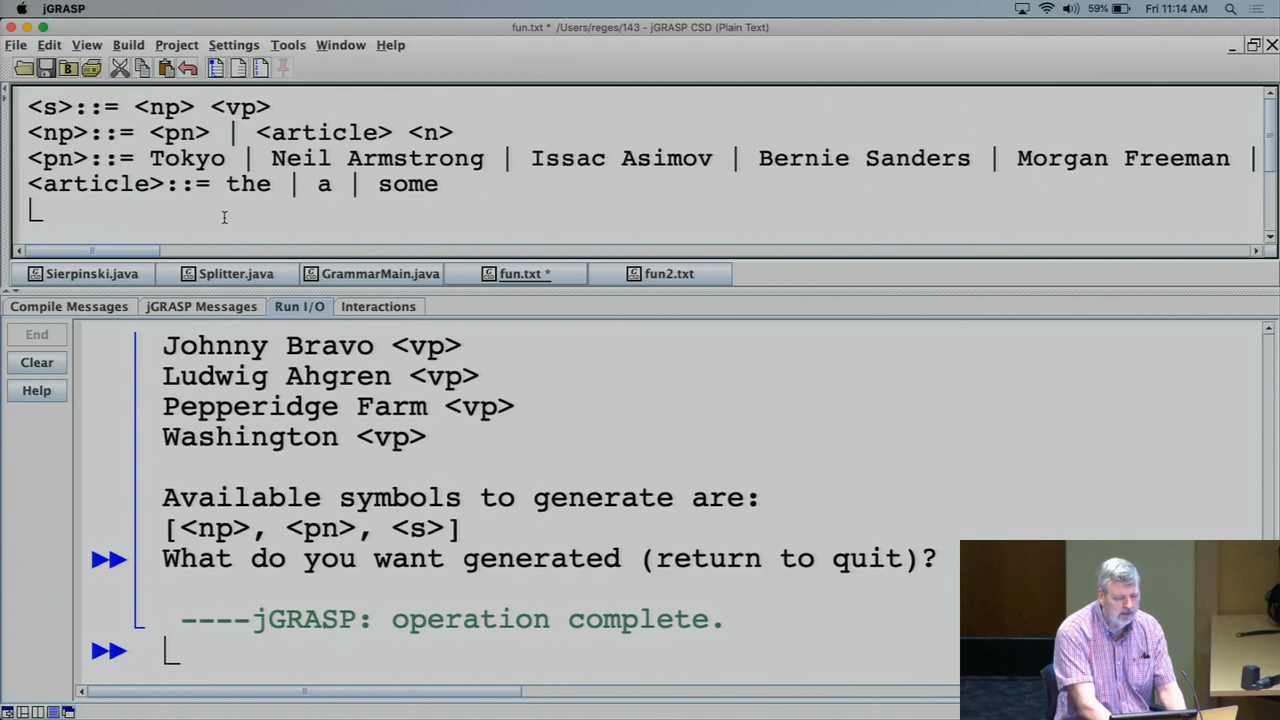 jGRASP 59% Fri 11:14 AM
fun.txt * /Users/reges/143 - jGRASP CSD (Plain Text)
File Edit View Build Project Settings Tools Window Help
<s>::= <np> <vp>
<np>::= <pn> | <article> <n>
<pn>::= Tokyo | Neil Armstrong | Issac Asimov | Bernie Sanders | Morgan Freeman |
<article>::= the | a | some
Sierpinski.java Splitter.java GrammarMain.java fun.txt * fun2.txt
Compile Messages jGRASP Messages Run I/O Interactions
End
Clear
Help
Johnny Bravo <vp>
Ludwig Ahgren <vp>
Pepperidge Farm <vp>
Washington <vp>
Available symbols to generate are:
[<np>, <pn>, <s>]
What do you want generated (return to quit)?
----jGRASP: operation complete.